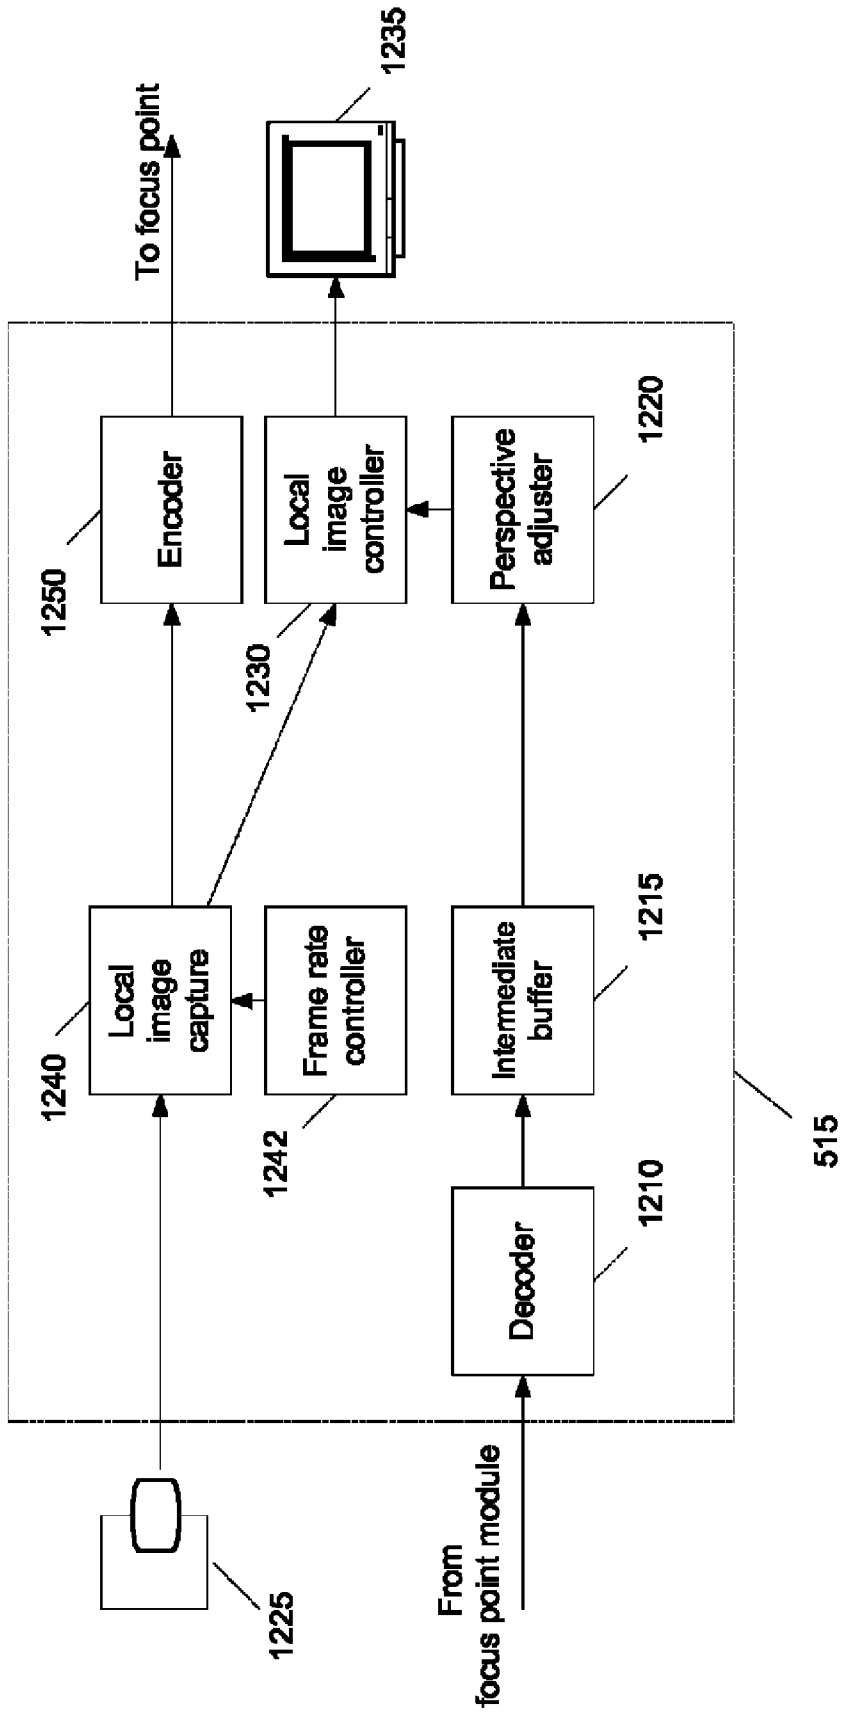 To focus point
1235
1250
Encoder
1230
Local
image
controller
Perspective
adjuster
1220
1240
Local
image
capture
1242
Frame rate
controller
Intermediate
buffer
1215
Decoder
1210
515
1225
From
focus point module